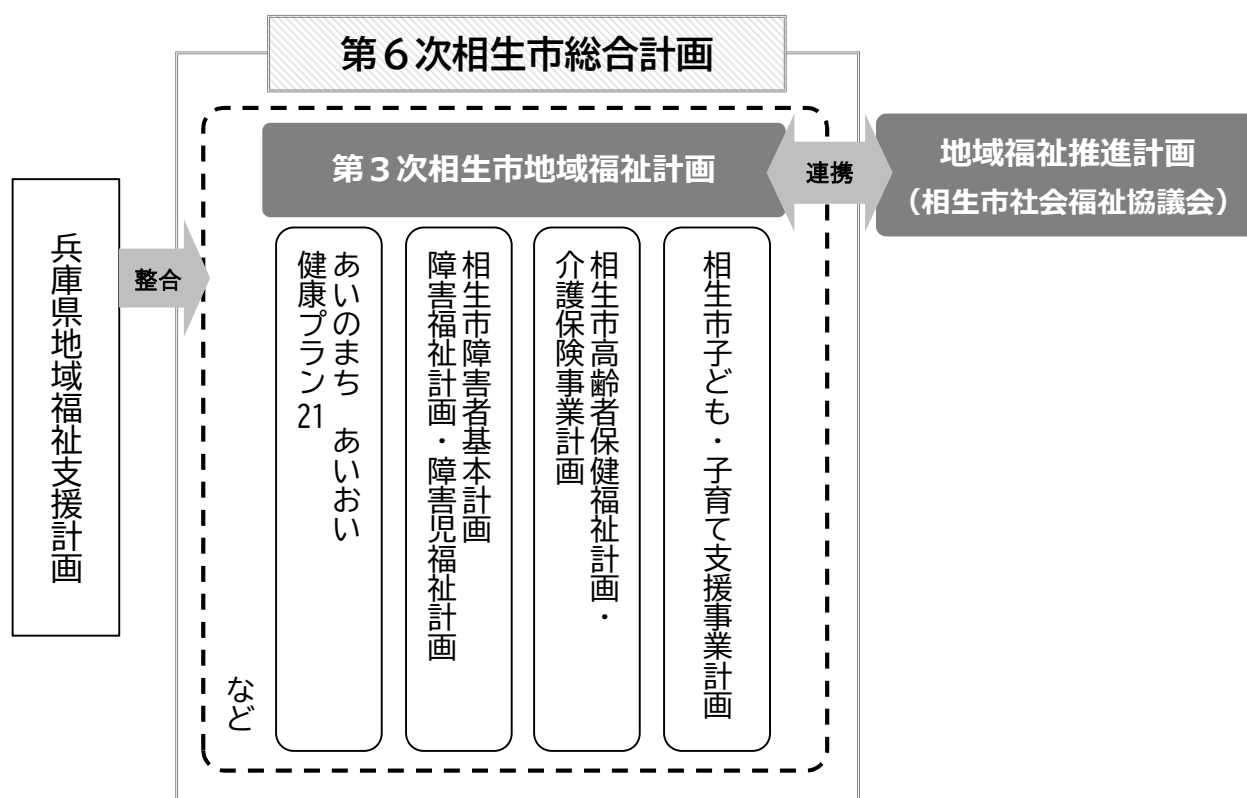 第６次相生市総合計画
第３次相生市地域福祉計画
連携
地域福祉推進計画
（相生市社会福祉協議会）
兵庫県地域福祉支援計画
整合
相生市子ども・子育て支援事業計画
相生市高齢者保健福祉計画・
介護保険事業計画
相生市障害者基本計画
障害福祉計画・障害児福祉計画
あいのまち　あいおい
健康プラン21
など